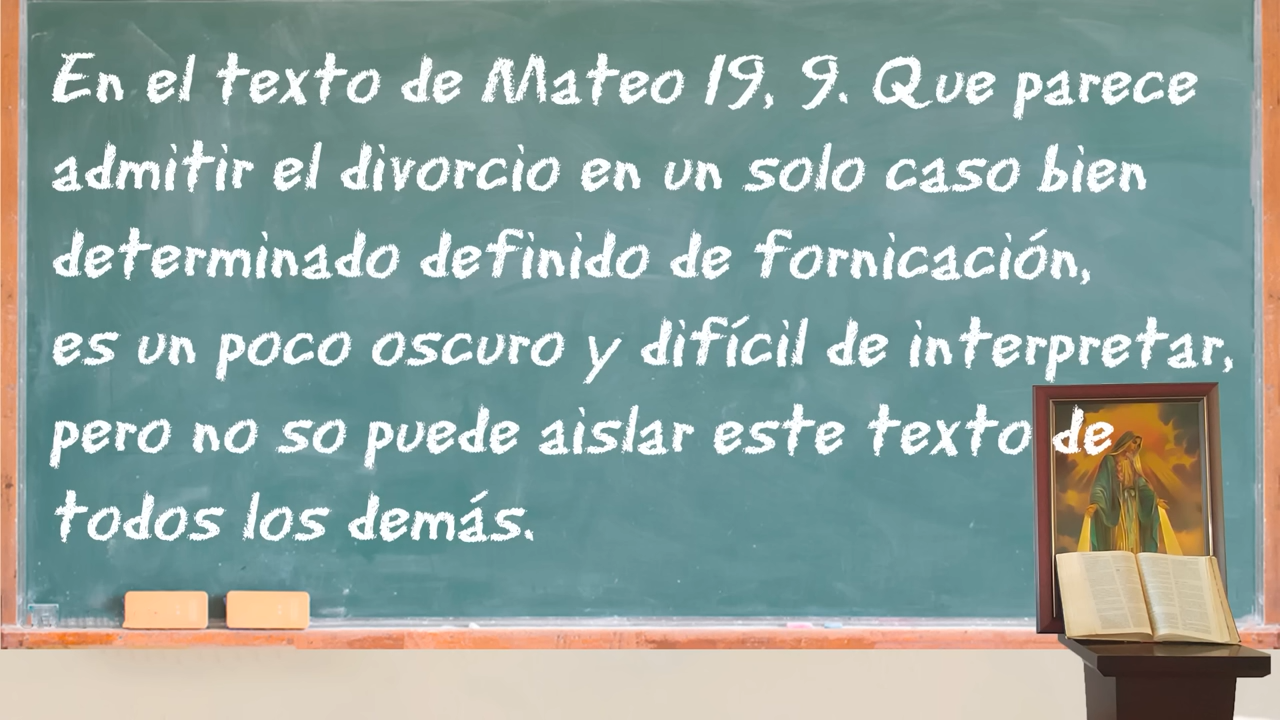 En el texto de Mateo 19, 9. Que parece
admitir el divorcio en un solo caso bien
determinado definido de fornicación,
es un poco oscuro y difícil de interpretar,
pero no so puede aislar este texto de
todos los demás.